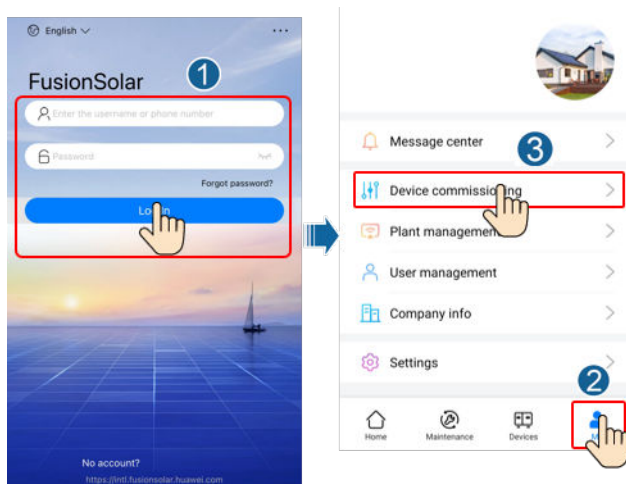 English
FusionSolar
1
Enter the username or phone number
Password
Forgot password?
Log In
No account?
https://intl.fusionsolar.huawei.com
Message center
3
Device commissioning
Plant management
User management
Company info
Settings
2
Home
Maintenance
Devices